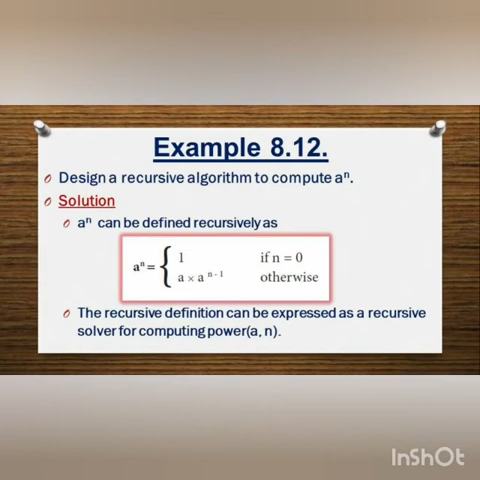 Example 8.12.
Design a recursive algorithm to compute aⁿ.
Solution
aⁿ can be defined recursively as
aⁿ = { 1 if n = 0
a × a ⁿ⁻¹ otherwise
The recursive definition can be expressed as a recursive
solver for computing power(a, n).
InShOt